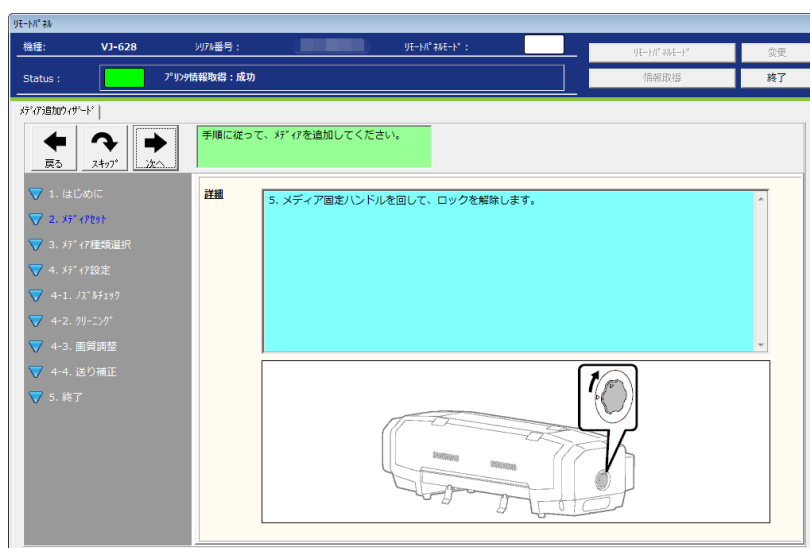 リモートパネル
機種:
VJ-628
シリアル番号:
リモートパネルモード:
リモートパネルモード
変更
Status :
プリンタ情報取得:成功
情報取得
終了
メディア追加ウィザード
戻る
スキップ
次へ
手順に従って、メディアを追加してください。
1. はじめに
2. メディアセット
3. メディア種類選択
4. メディア設定
4-1. ノズルチェック
4-2. クリーニング
4-3. 画質調整
4-4. 送り補正
5. 終了
詳細
5. メディア固定ハンドルを回して、ロックを解除します。